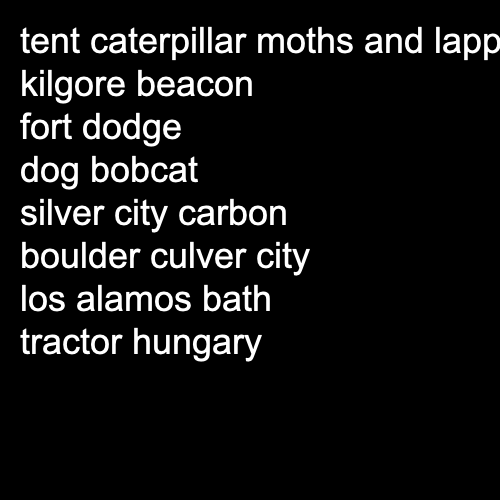 tent caterpillar moths and lapp
kilgore beacon
fort dodge
dog bobcat
silver city carbon
boulder culver city
los alamos bath
tractor hungary